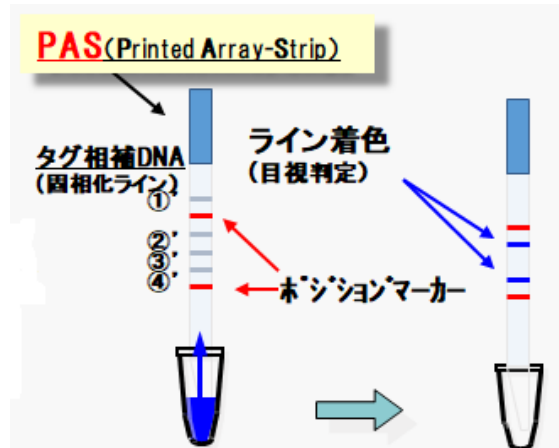 PAS(Printed Array-Strip)
タグ相補DNA
(固相化ライン)
①’
②’
③’
④’
ライン着色
(目視判定)
ポジションマーカー